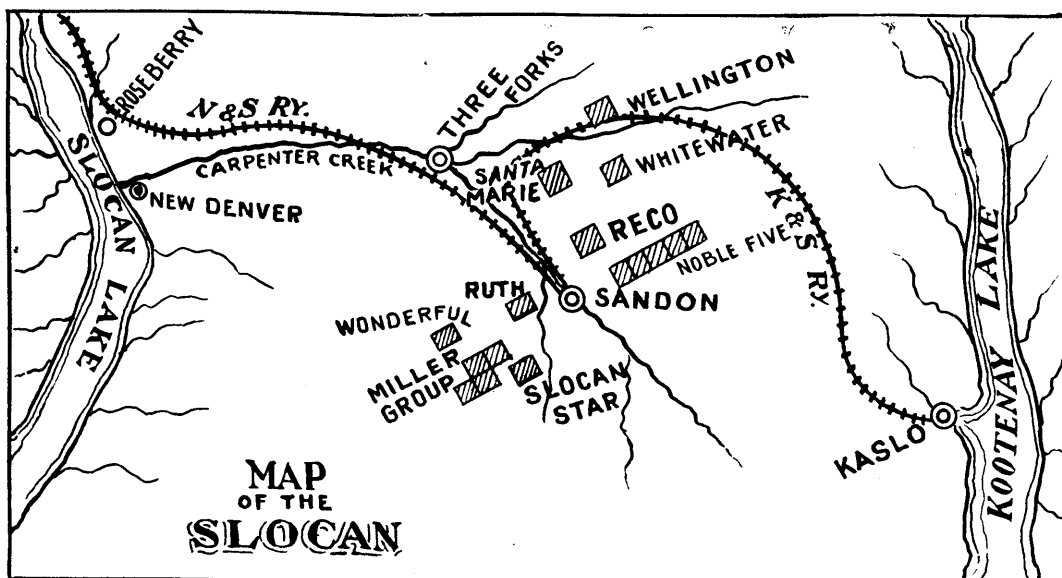 ROSEBERRY
N & S RY.
THREE
FORKS
WELLINGTON
CARPENTER CREEK
SANTA
MARIE
WHITEWATER
SLOCAN LAKE
NEW DENVER
RECO
NOBLE FIVE
K & S RY.
KOOTENAY LAKE
RUTH
SANDON
WONDERFUL
MILLER
GROUP
SLOCAN
STAR
KASLO
MAP
OF THE
SLOCAN